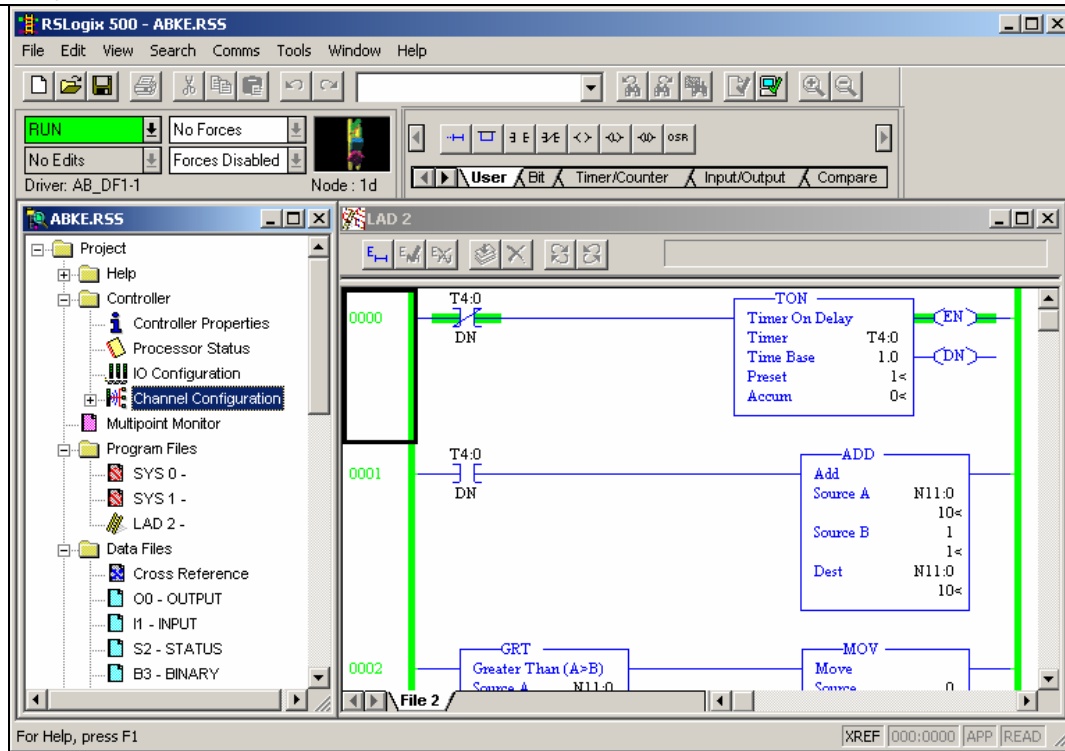 RSLogix 500 - ABKE.RSS
File Edit View Search Comms Tools Window Help
RUN
No Forces
No Edits
Forces Disabled
Driver: AB_DF1-1
Node : 1d
OSR
User Bit Timer/Counter Input/Output Compare
ABKE.RSS
Project
Help
Controller
Controller Properties
Processor Status
IO Configuration
Channel Configuration
Multipoint Monitor
Program Files
SYS 0 -
SYS 1 -
LAD 2 -
Data Files
Cross Reference
O0 - OUTPUT
I1 - INPUT
S2 - STATUS
B3 - BINARY
LAD 2
0000
T4:0
DN
TON
Timer On Delay
Timer T4:0
Time Base 1.0
Preset 1<
Accum 0<
EN
DN
0001
T4:0
DN
ADD
Add
Source A N11:0
10<
Source B 1
1<
Dest N11:0
10<
0002
GRT
Greater Than (A>B)
Source A N11:0
MOV
Move
Source 0
File 2
For Help, press F1
XREF 000:0000 APP READ